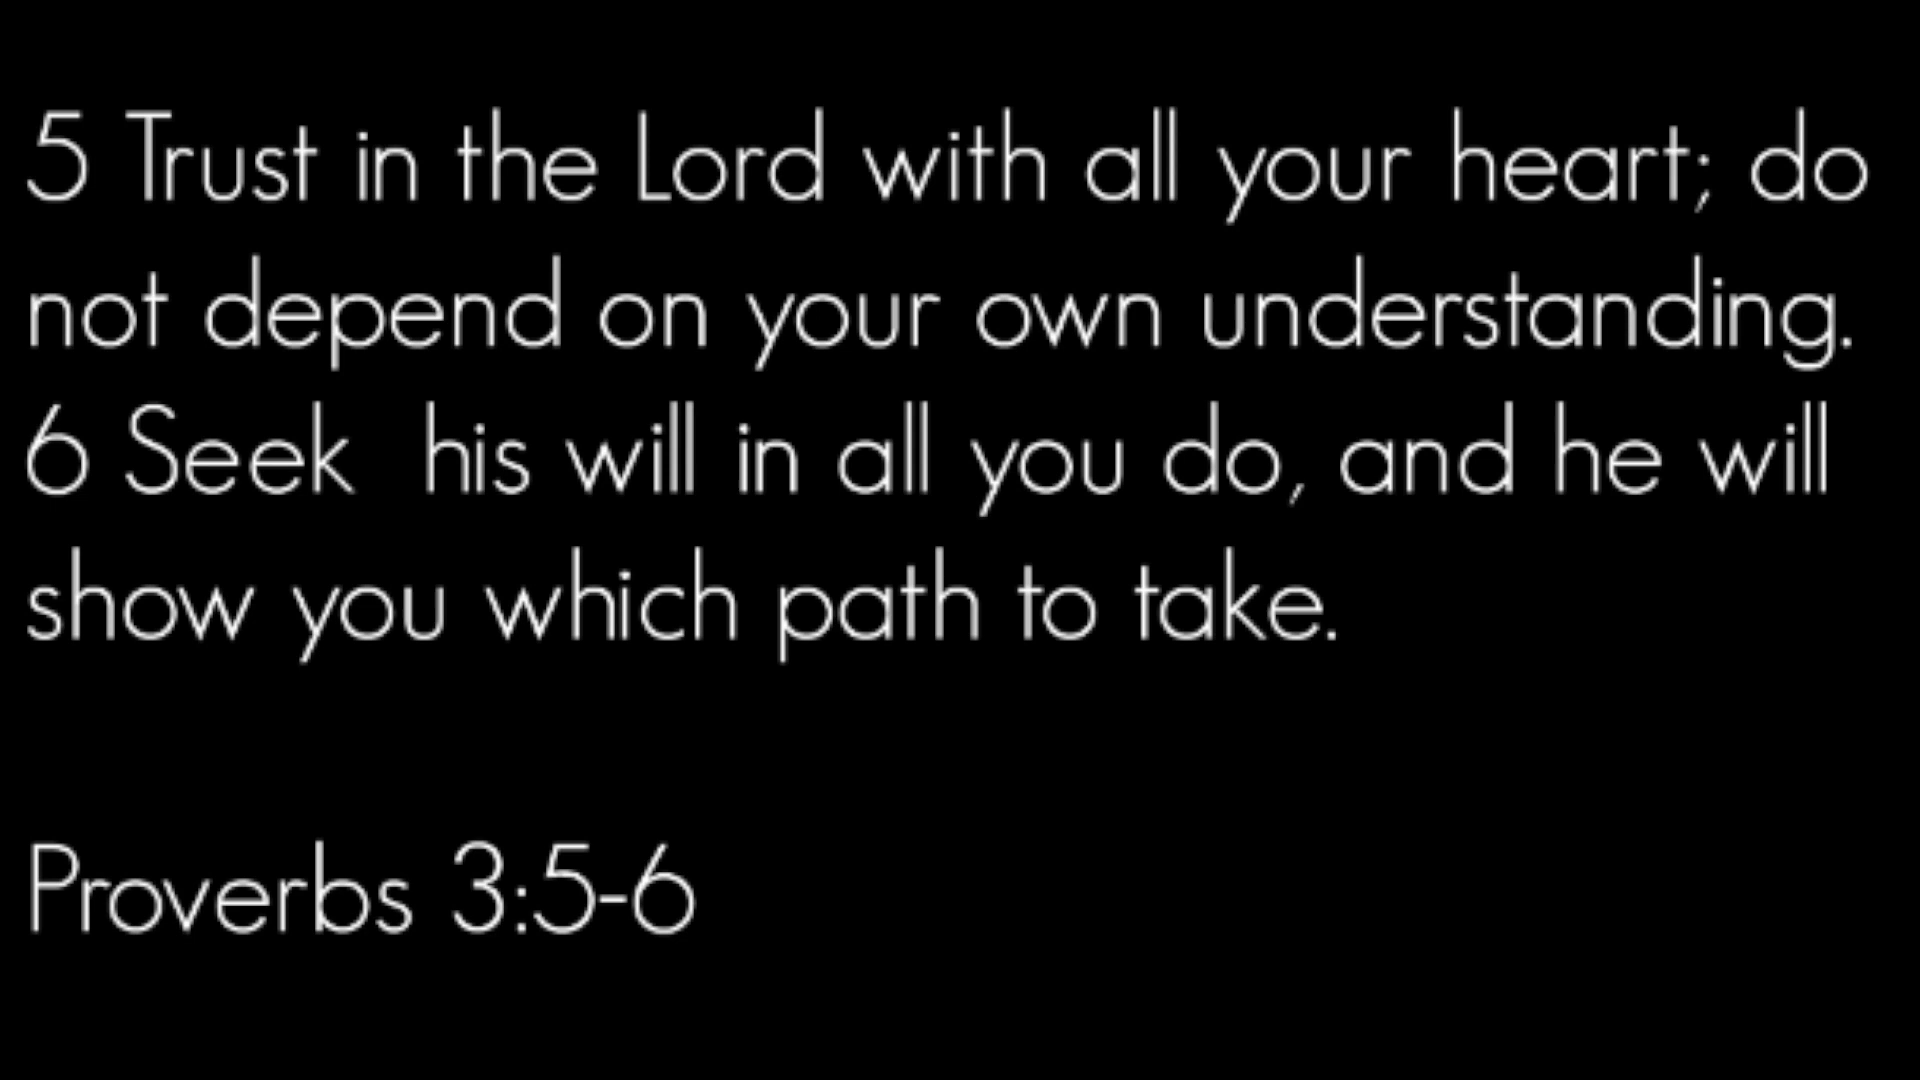 5 Trust in the Lord with all your heart; do
not depend on your own understanding.
6 Seek  his will in all you do, and he will
show you which path to take.
Proverbs 3:5-6